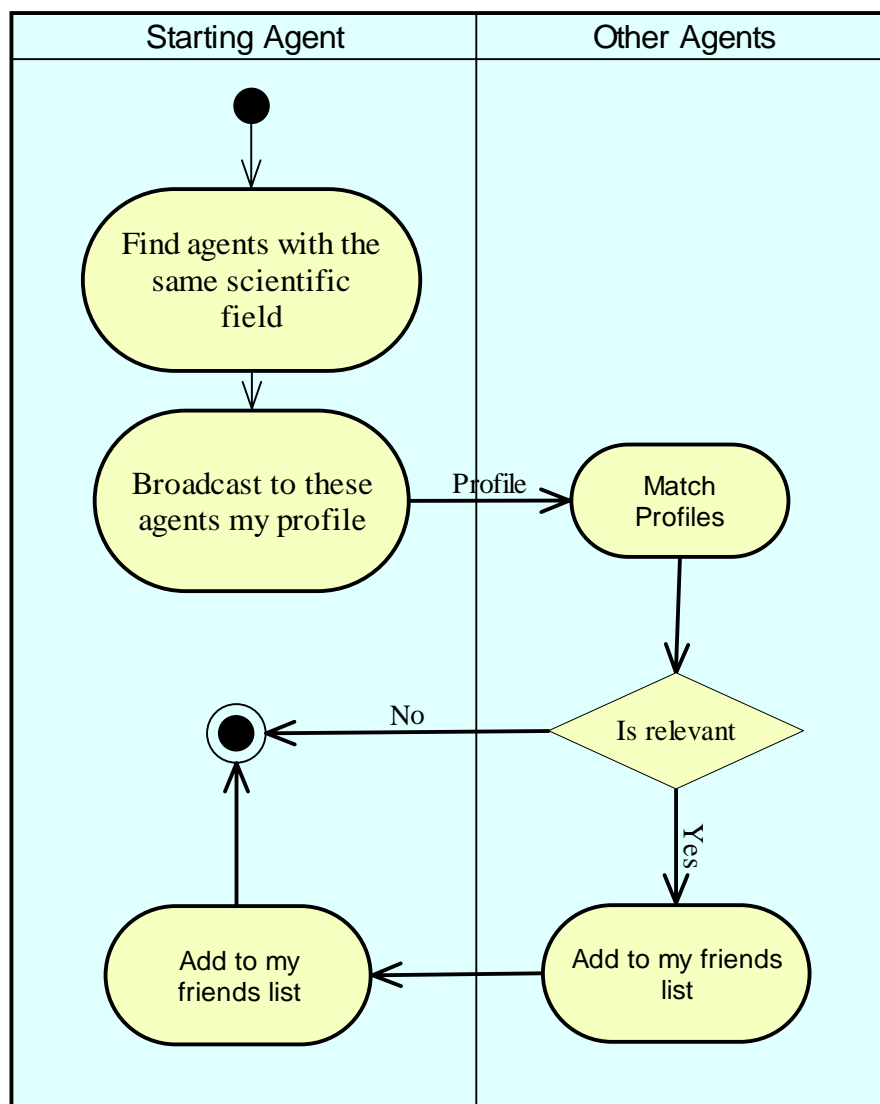 Starting Agent
Other Agents
Find agents with the
same scientific
field
Broadcast to these
agents my profile
Profile
Match
Profiles
No
Is relevant
Yes
Add to my
friends list
Add to my friends
list